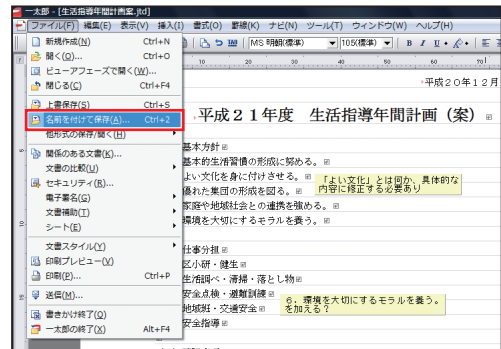 一太郎 - [生活指導年間計画案.jtd]
ファイル(F) 編集(E) 表示(V) 挿入(I) 書式(O) 罫線(K) ナビ(N) ツール(T) ウィンドウ(W) ヘルプ(H)
MS 明朝(標準) 105(標準) B I U
新規作成(N) Ctrl+N
開く(O)... Ctrl+O
ビューアフェーズで開く(W)...
閉じる(C) Ctrl+F4
上書保存(S) Ctrl+S
名前を付けて保存(A)... Ctrl+2
他形式の保存/開く(H)
関係のある文書(K)...
文書の比較(U)
セキュリティ(R)...
電子署名(G)
文書補助(T)
シート(E)
文書スタイル(Y)
印刷プレビュー(V)
印刷(P)... Ctrl+P
送信(M)...
書きかけ終了(Q)
一太郎の終了(X) Alt+F4
10 20 30 40 50 60 70
平成20年12月
平成21年度 生活指導年間計画（案）
基本方針
基本的生活習慣の形成に努める。
よい文化を身に付けさせる。
「よい文化」とは何か、具体的な
内容に修正する必要あり
優れた集団の形成を図る。
家庭や地域社会との連携を強める。
環境を大切にするモラルを養う。
仕事分担
区小研・健生
生活調べ・清掃・落とし物
安全点検・避難訓練
6．環境を大切にするモラルを養う。
を加える？
地域班・交通安全
安全指導